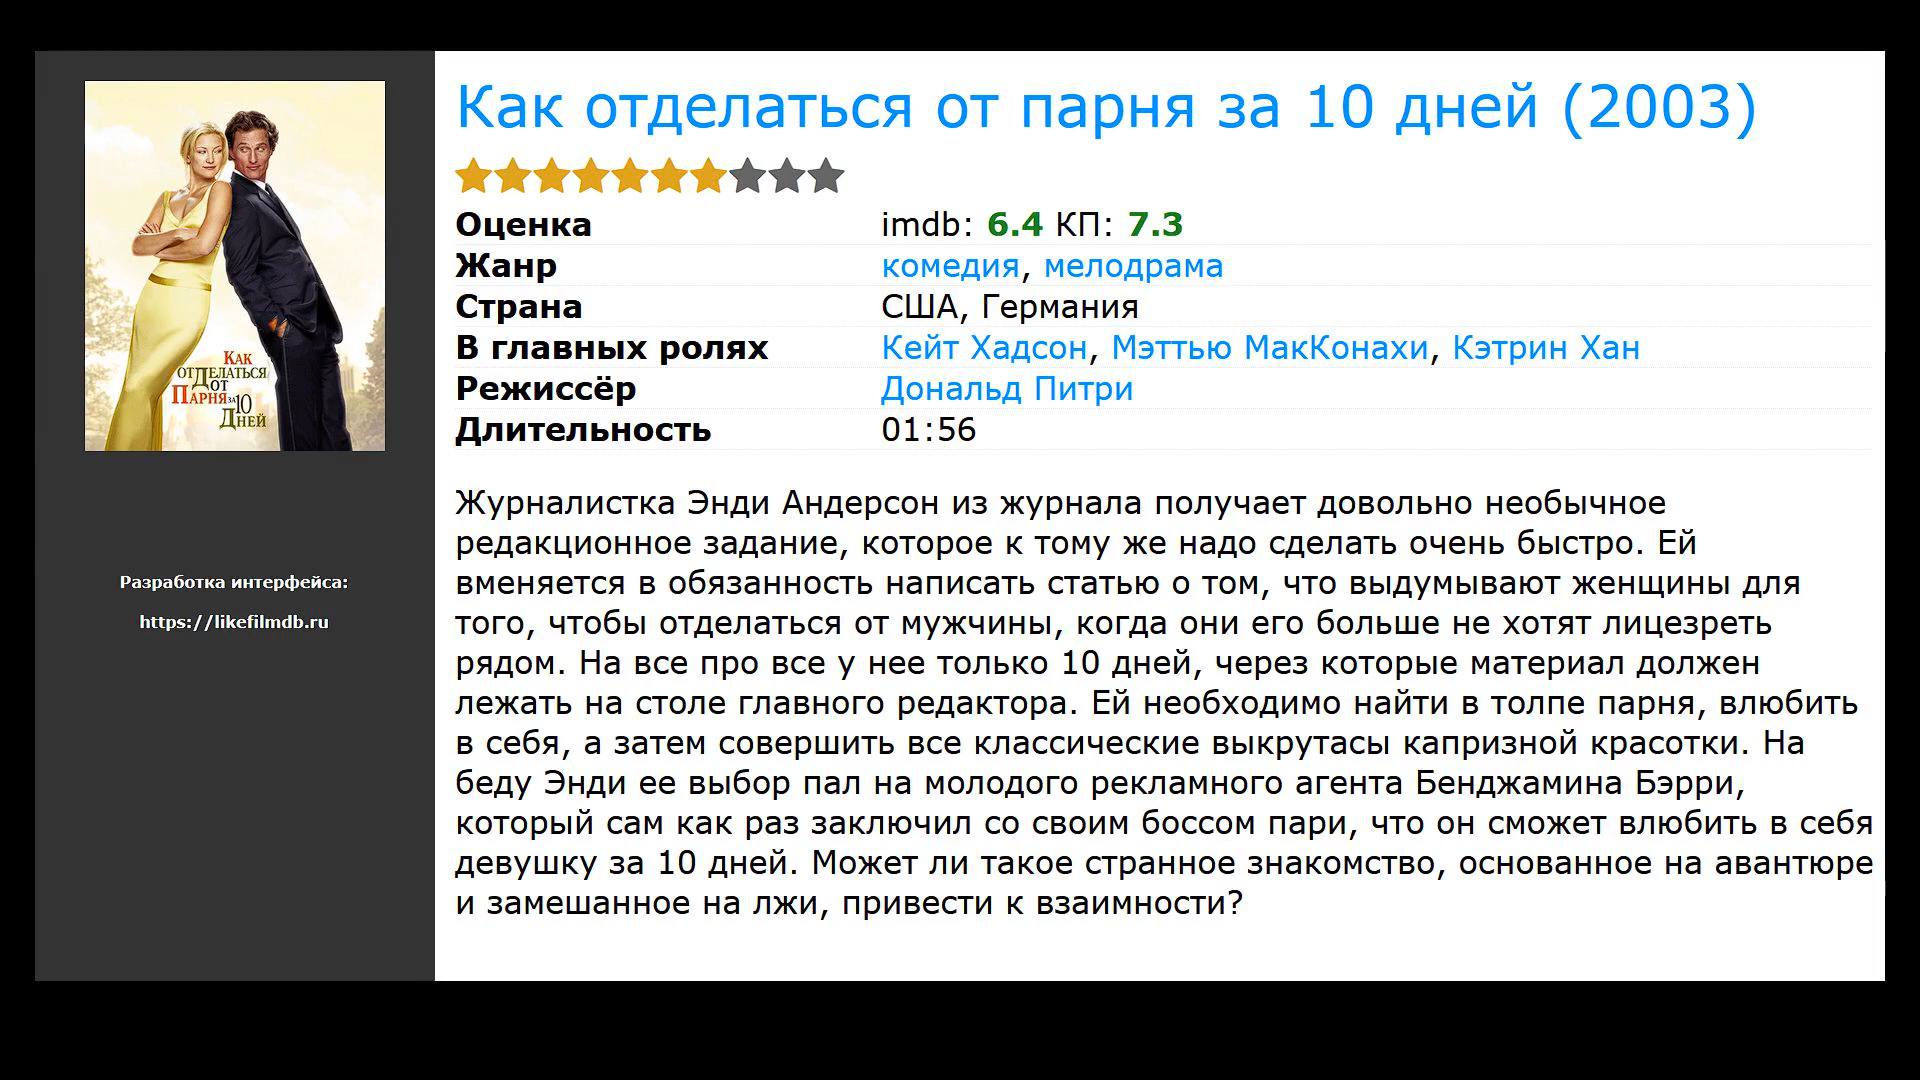 Как отделаться от парня за 10 дней (2003)
Оценка imdb: 6.4 КП: 7.3
Жанр комедия, мелодрама
Страна США, Германия
В главных ролях Кейт Хадсон, Мэттью МакКонахи, Кэтрин Хан
Режиссёр Дональд Питри
Длительность 01:56
Журналистка Энди Андерсон из журнала получает довольно необычное
редакционное задание, которое к тому же надо сделать очень быстро. Ей
вменяется в обязанность написать статью о том, что выдумывают женщины для
того, чтобы отделаться от мужчины, когда они его больше не хотят лицезреть
рядом. На все про все у нее только 10 дней, через которые материал должен
лежать на столе главного редактора. Ей необходимо найти в толпе парня, влюбить
в себя, а затем совершить все классические выкрутасы капризной красотки. На
беду Энди ее выбор пал на молодого рекламного агента Бенджамина Бэрри,
который сам как раз заключил со своим боссом пари, что он сможет влюбить в себя
девушку за 10 дней. Может ли такое странное знакомство, основанное на авантюре
и замешанное на лжи, привести к взаимности?
Как
отДелаться
от
Парня за 10
Дней
Разработка интерфейса:
https://likefilmdb.ru